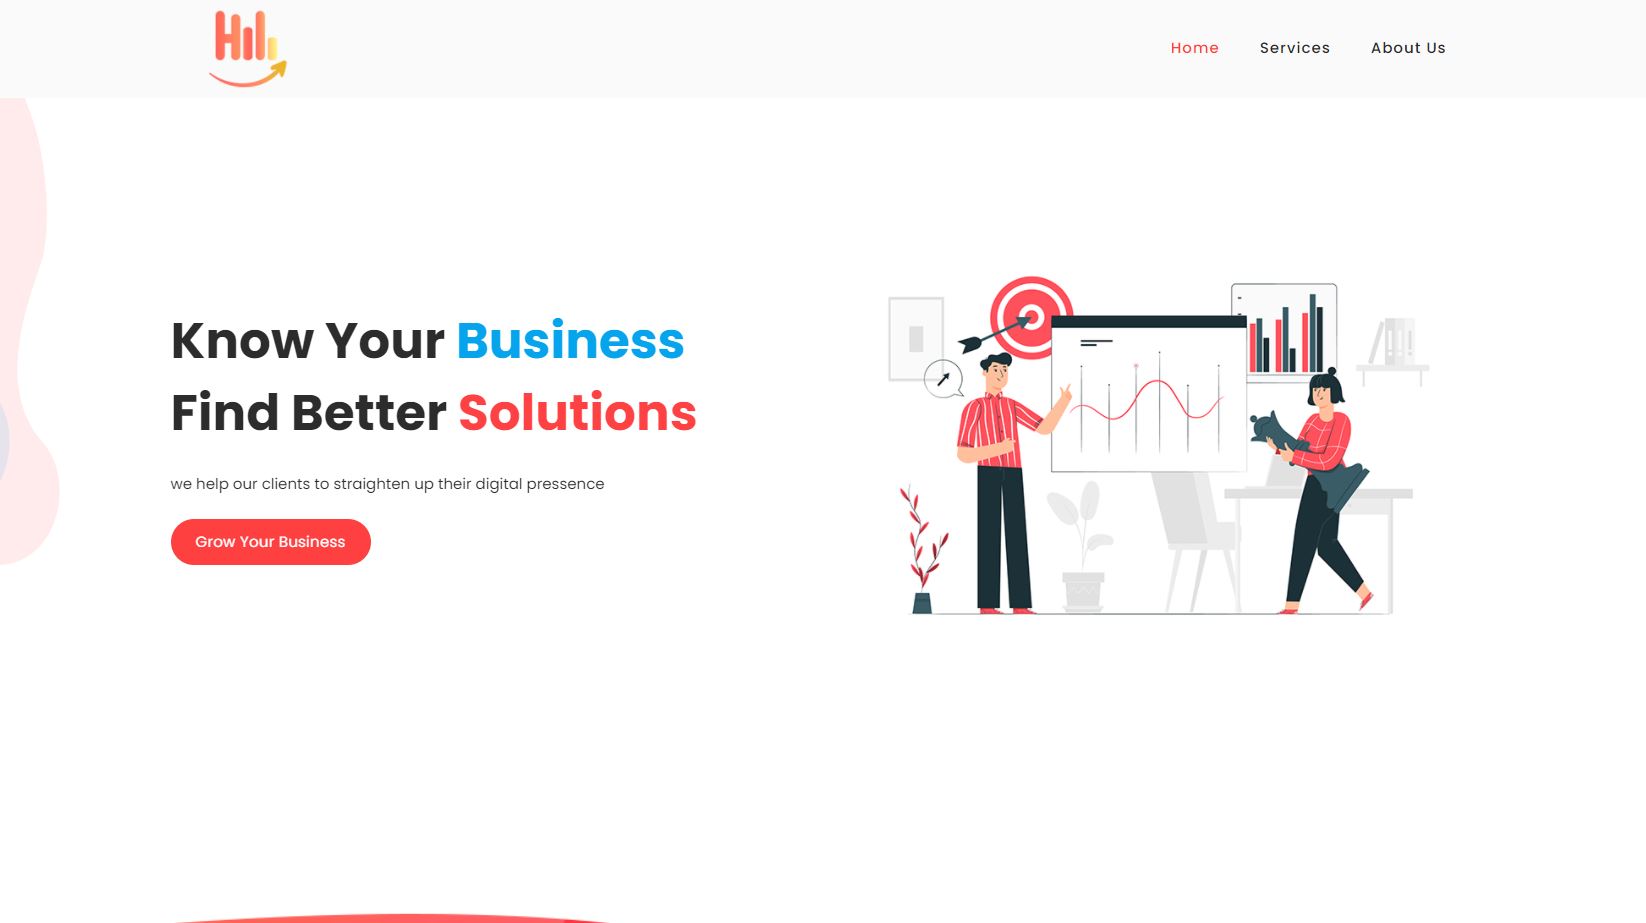 Home Services About Us
Know Your Business
Find Better Solutions
we help our clients to straighten up their digital pressence
Grow Your Business